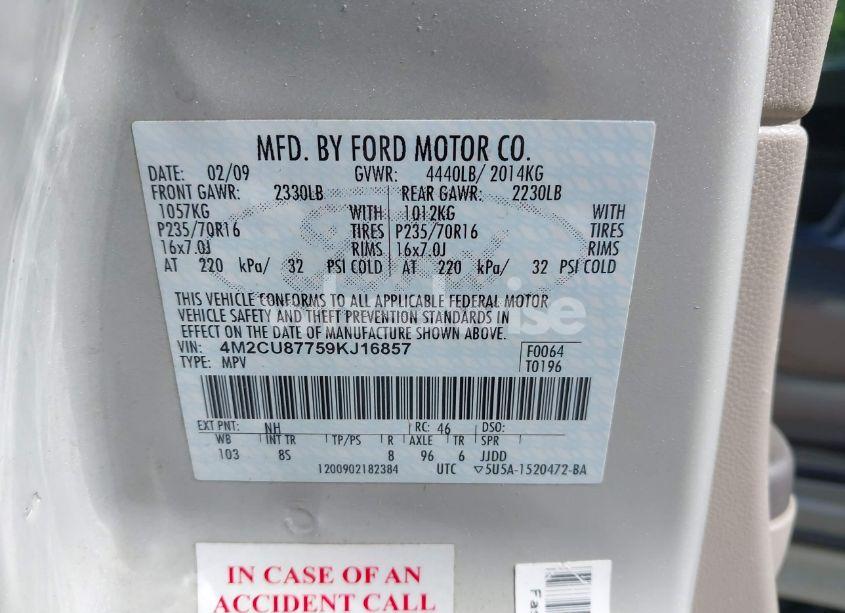 MFD. BY FORD MOTOR CO.
DATE: 02/09 GVWR: 4440LB/ 2014KG
FRONT GAWR: 2330LB REAR GAWR: 2230LB
1057KG WITH 1012KG WITH
P235/70R16 TIRES P235/70R16 TIRES
16x7.0J RIMS 16x7.0J RIMS
AT 220 kPa/ 32 PSI COLD AT 220 kPa/ 32 PSI COLD
THIS VEHICLE CONFORMS TO ALL APPLICABLE FEDERAL MOTOR
VEHICLE SAFETY AND THEFT PREVENTION STANDARDS IN
EFFECT ON THE DATE OF MANUFACTURE SHOWN ABOVE.
VIN: 4M2CU87759KJ16857 F0064
TYPE: MPV T0196
EXT PNT: NH RC: 46 DSO:
WB INT TR TP/PS R AXLE TR SPR
103 8S 8 96 6 JJDD
1200902182384 UTC ▽5U5A-1520472-BA
IN CASE OF AN
ACCIDENT CALL